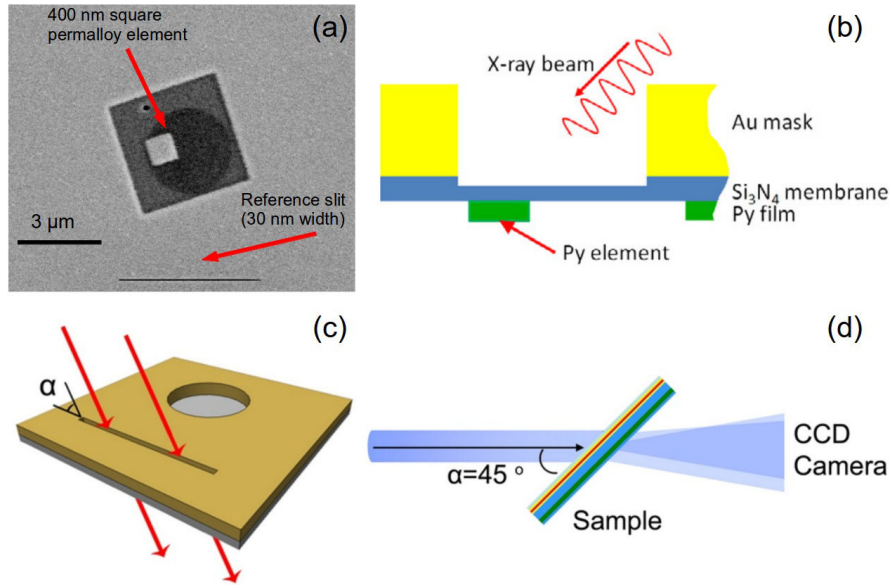 400 nm square
permalloy element
(a)
Reference slit
(30 nm width)
3 μm
(b)
X-ray beam
Au mask
Si₃N₄ membrane
Py film
Py element
(c)
α
(d)
α=45 °
CCD
Camera
Sample